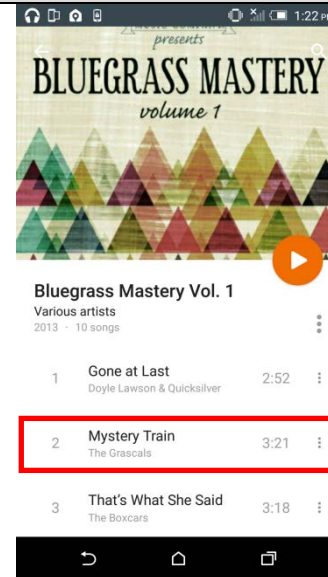 1:22 PM
presents
BLUEGRASS MASTERY
volume 1
Bluegrass Mastery Vol. 1
Various artists
2013 · 10 songs
1 Gone at Last 2:52
Doyle Lawson & Quicksilver
2 Mystery Train 3:21
The Grascals
3 That's What She Said 3:18
The Boxcars